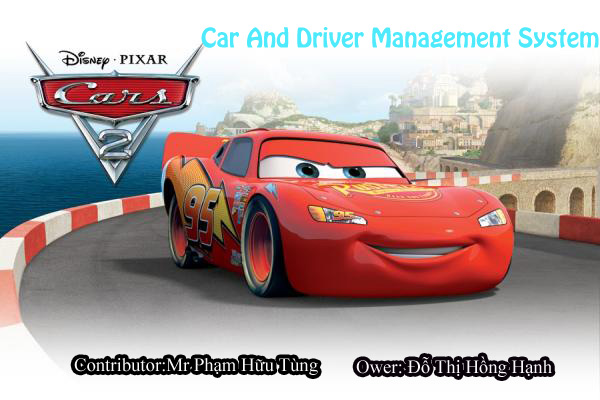 Car And Driver Management System
Disney · PIXAR
Cars
2
95
Contributor:Mr Phạm Hữu Tùng
Ower: Đỗ Thị Hồng Hạnh